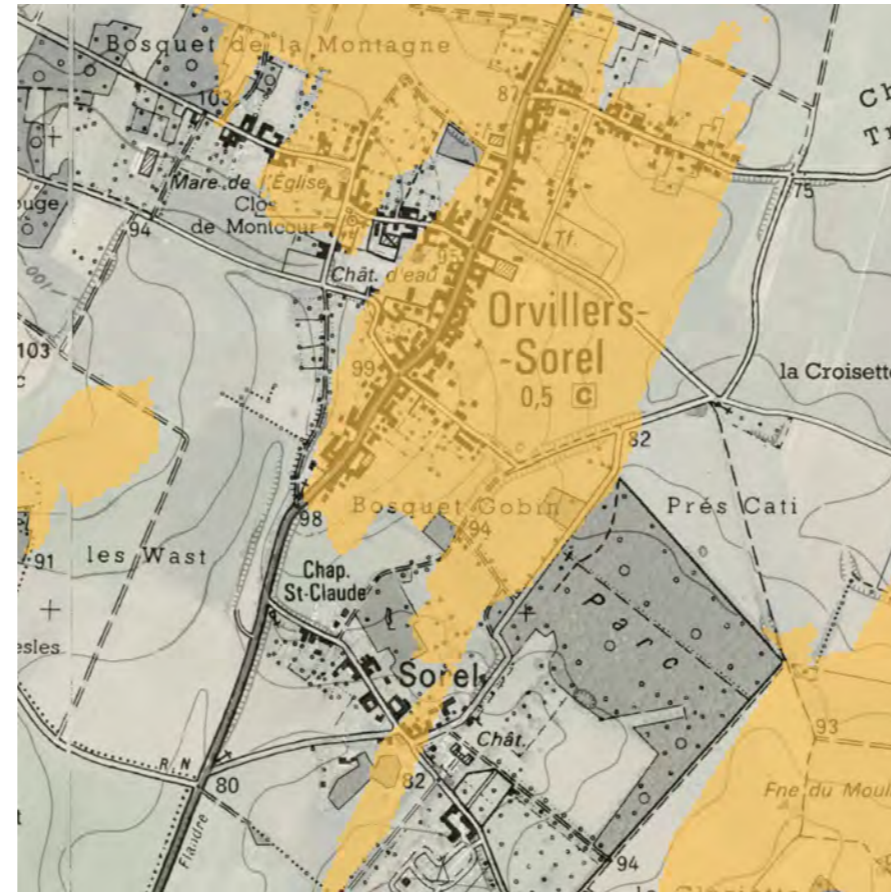 Bosquet de la Montagne
103
87
Ch
Tr
Mare de l'Église
Clos
de Montcour
ouge
94
75
95
Tf.
100
Chât. d'eau
Orvillers-
-Sorel
0,5 C
103
c
99
la Croisette
82
98
Bosquet Gobin
94
Prés Cati
91
les Wast
Chap.
St-Claude
Parc
esles
Sorel
Chât.
93
R N
80
82
Fne du Moul
t
Flandre
94